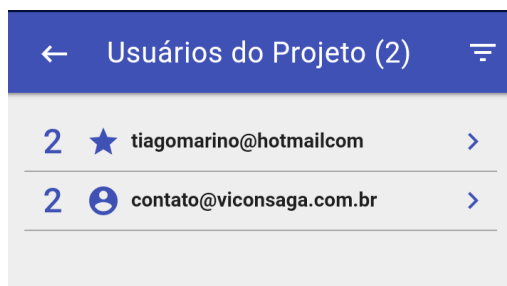 Usuários do Projeto (2)
2 tiagomarino@hotmailcom
2 contato@viconsaga.com.br